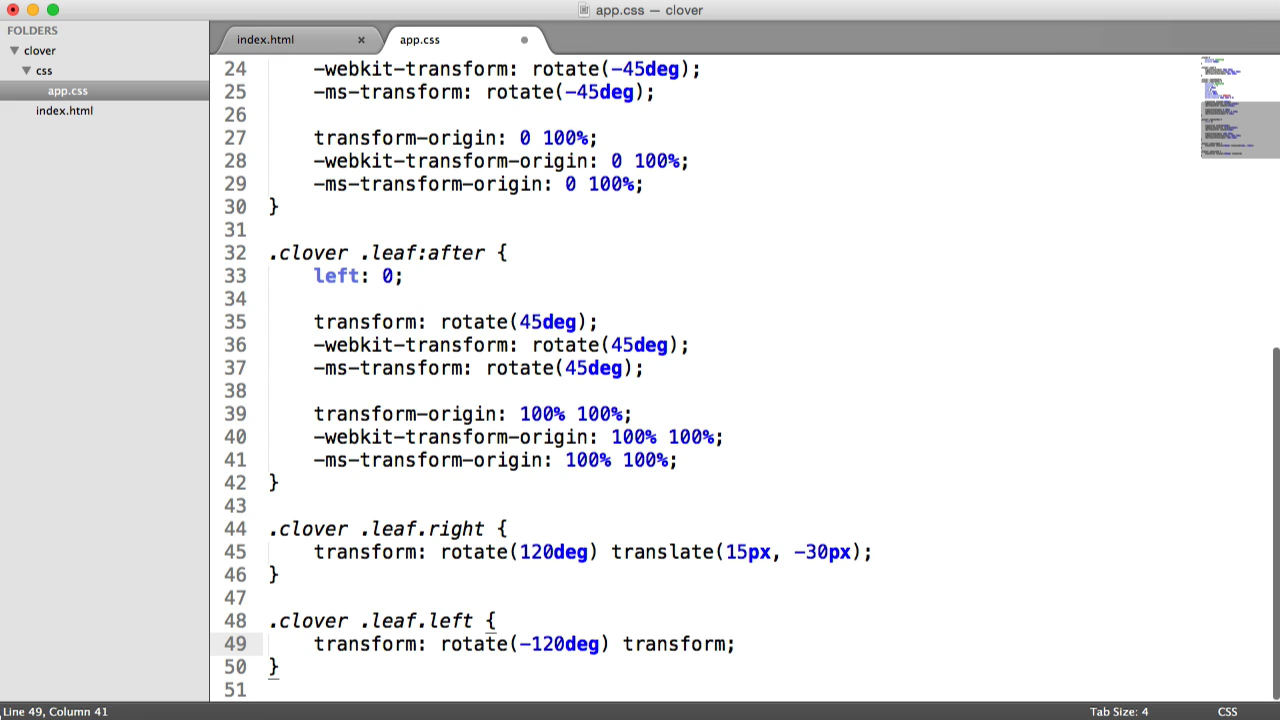 app.css — clover
FOLDERS
clover
css
app.css
index.html
index.html ×
app.css
24 -webkit-transform: rotate(-45deg);
25 -ms-transform: rotate(-45deg);
26
27 transform-origin: 0 100%;
28 -webkit-transform-origin: 0 100%;
29 -ms-transform-origin: 0 100%;
30 }
31
32 .clover .leaf:after {
33 left: 0;
34
35 transform: rotate(45deg);
36 -webkit-transform: rotate(45deg);
37 -ms-transform: rotate(45deg);
38
39 transform-origin: 100% 100%;
40 -webkit-transform-origin: 100% 100%;
41 -ms-transform-origin: 100% 100%;
42 }
43
44 .clover .leaf.right {
45 transform: rotate(120deg) translate(15px, -30px);
46 }
47
48 .clover .leaf.left {
49 transform: rotate(-120deg) transform;
50 }
51
Line 49, Column 41
Tab Size: 4
CSS